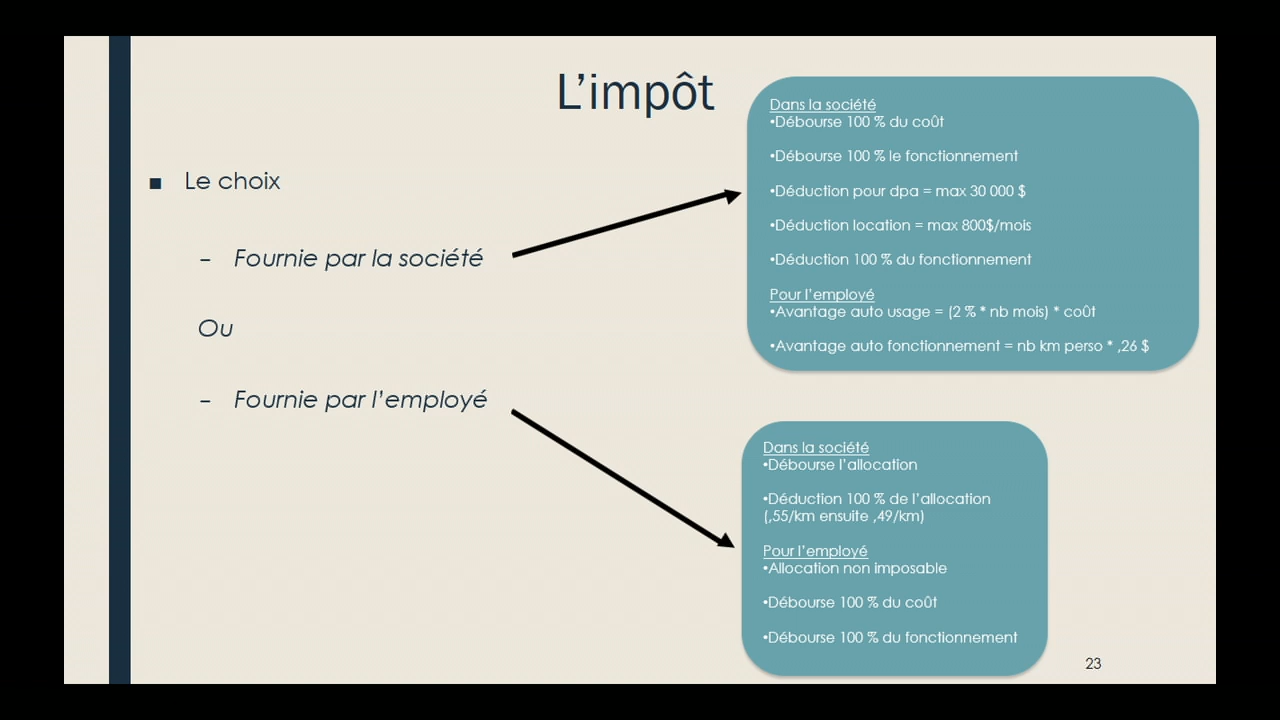 L’impôt
■ Le choix
– Fournie par la société
Ou
– Fournie par l’employé
Dans la société
•Débourse 100 % du coût
•Débourse 100 % le fonctionnement
•Déduction pour dpa = max 30 000 $
•Déduction location = max 800$/mois
•Déduction 100 % du fonctionnement
Pour l’employé
•Avantage auto usage = (2 % * nb mois) * coût
•Avantage auto fonctionnement = nb km perso * ,26 $
Dans la société
•Débourse l’allocation
•Déduction 100 % de l’allocation
(,55/km ensuite ,49/km)
Pour l’employé
•Allocation non imposable
•Débourse 100 % du coût
•Débourse 100 % du fonctionnement
23